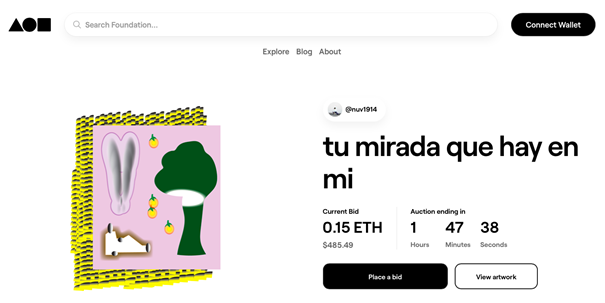 Search Foundation...
Connect Wallet
Explore Blog About
@nuv1914
tu mirada que hay en
mi
Current Bid
0.15 ETH
$485.49
Auction ending in
1 47 38
Hours Minutes Seconds
Place a bid
View artwork